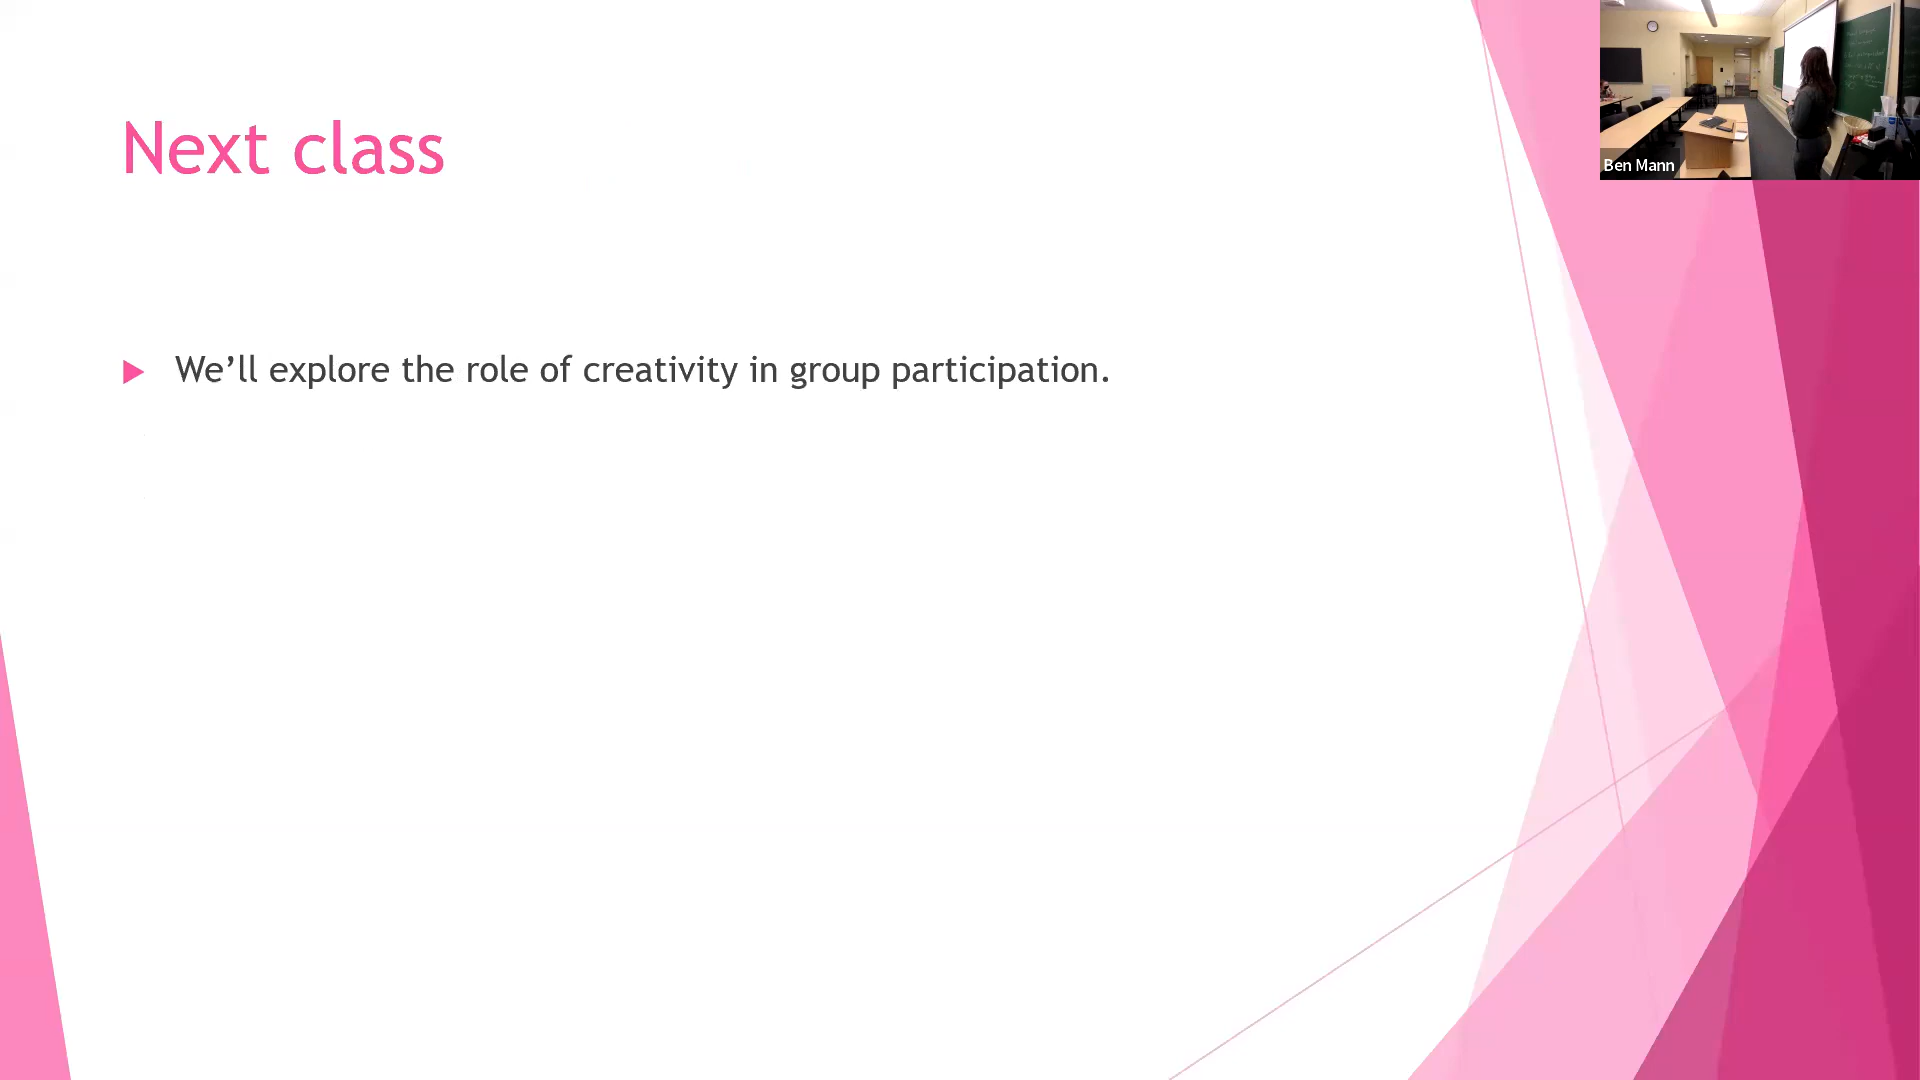 Next class
We’ll explore the role of creativity in group participation.
Ben Mann